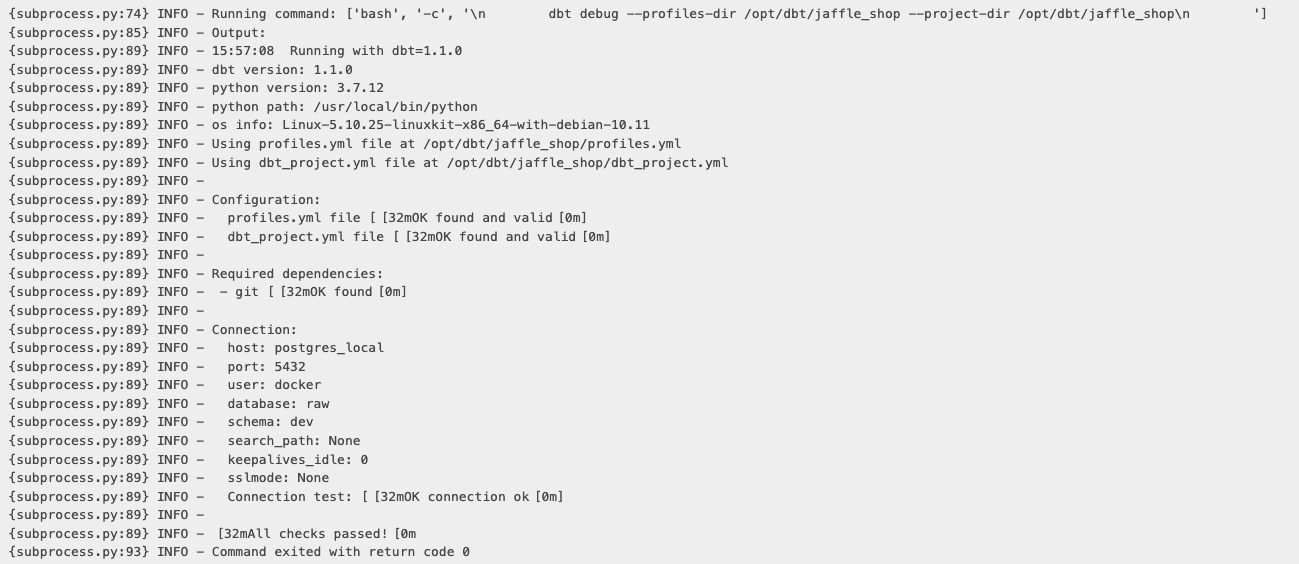 {subprocess.py:74} INFO - Running command: ['bash', '-c', '\n        dbt debug --profiles-dir /opt/dbt/jaffle_shop --project-dir /opt/dbt/jaffle_shop\n        ']
{subprocess.py:85} INFO - Output:
{subprocess.py:89} INFO - 15:57:08  Running with dbt=1.1.0
{subprocess.py:89} INFO - dbt version: 1.1.0
{subprocess.py:89} INFO - python version: 3.7.12
{subprocess.py:89} INFO - python path: /usr/local/bin/python
{subprocess.py:89} INFO - os info: Linux-5.10.25-linuxkit-x86_64-with-debian-10.11
{subprocess.py:89} INFO - Using profiles.yml file at /opt/dbt/jaffle_shop/profiles.yml
{subprocess.py:89} INFO - Using dbt_project.yml file at /opt/dbt/jaffle_shop/dbt_project.yml
{subprocess.py:89} INFO -
{subprocess.py:89} INFO - Configuration:
{subprocess.py:89} INFO -   profiles.yml file [ [32mOK found and valid [0m]
{subprocess.py:89} INFO -   dbt_project.yml file [ [32mOK found and valid [0m]
{subprocess.py:89} INFO -
{subprocess.py:89} INFO - Required dependencies:
{subprocess.py:89} INFO -  - git [ [32mOK found [0m]
{subprocess.py:89} INFO -
{subprocess.py:89} INFO - Connection:
{subprocess.py:89} INFO -   host: postgres_local
{subprocess.py:89} INFO -   port: 5432
{subprocess.py:89} INFO -   user: docker
{subprocess.py:89} INFO -   database: raw
{subprocess.py:89} INFO -   schema: dev
{subprocess.py:89} INFO -   search_path: None
{subprocess.py:89} INFO -   keepalives_idle: 0
{subprocess.py:89} INFO -   sslmode: None
{subprocess.py:89} INFO -   Connection test: [ [32mOK connection ok [0m]
{subprocess.py:89} INFO -
{subprocess.py:89} INFO -  [32mAll checks passed! [0m
{subprocess.py:93} INFO - Command exited with return code 0